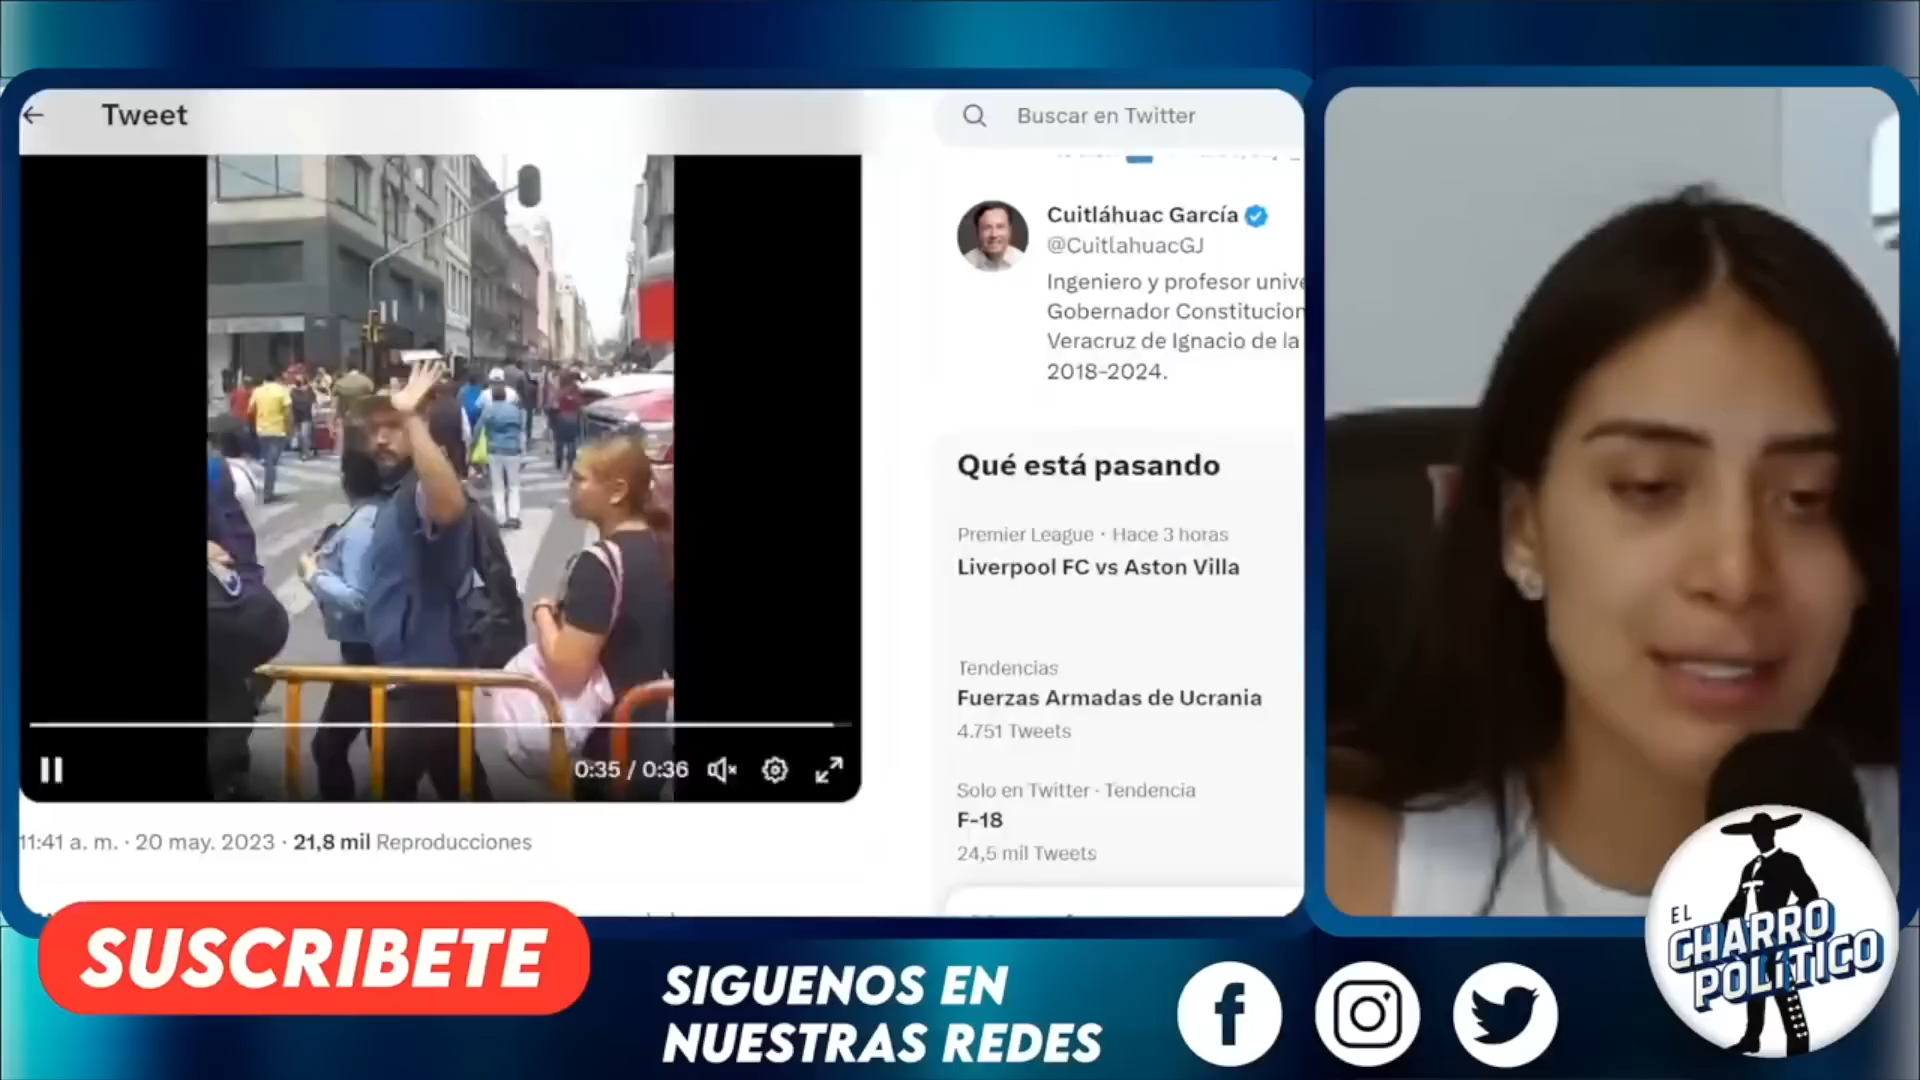 Tweet
Buscar en Twitter
Cuitláhuac García
@CuitlahuacGJ
Ingeniero y profesor unive
Gobernador Constitucion
Veracruz de Ignacio de la
2018-2024.
Qué está pasando
Premier League · Hace 3 horas
Liverpool FC vs Aston Villa
Tendencias
Fuerzas Armadas de Ucrania
4.751 Tweets
Solo en Twitter · Tendencia
F-18
24,5 mil Tweets
0:35 / 0:36
11:41 a. m. · 20 may. 2023 · 21,8 mil Reproducciones
SUSCRIBETE
SIGUENOS EN
NUESTRAS REDES
EL
CHARRO
POLÍTICO